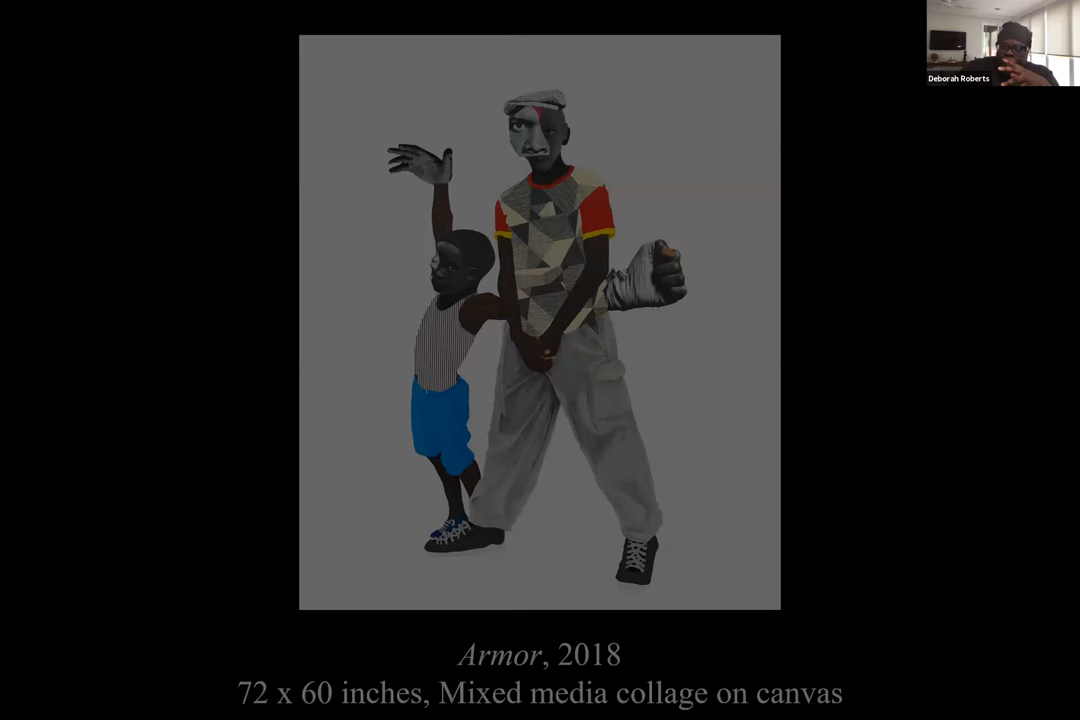 Deborah Roberts
Armor, 2018
72 x 60 inches, Mixed media collage on canvas